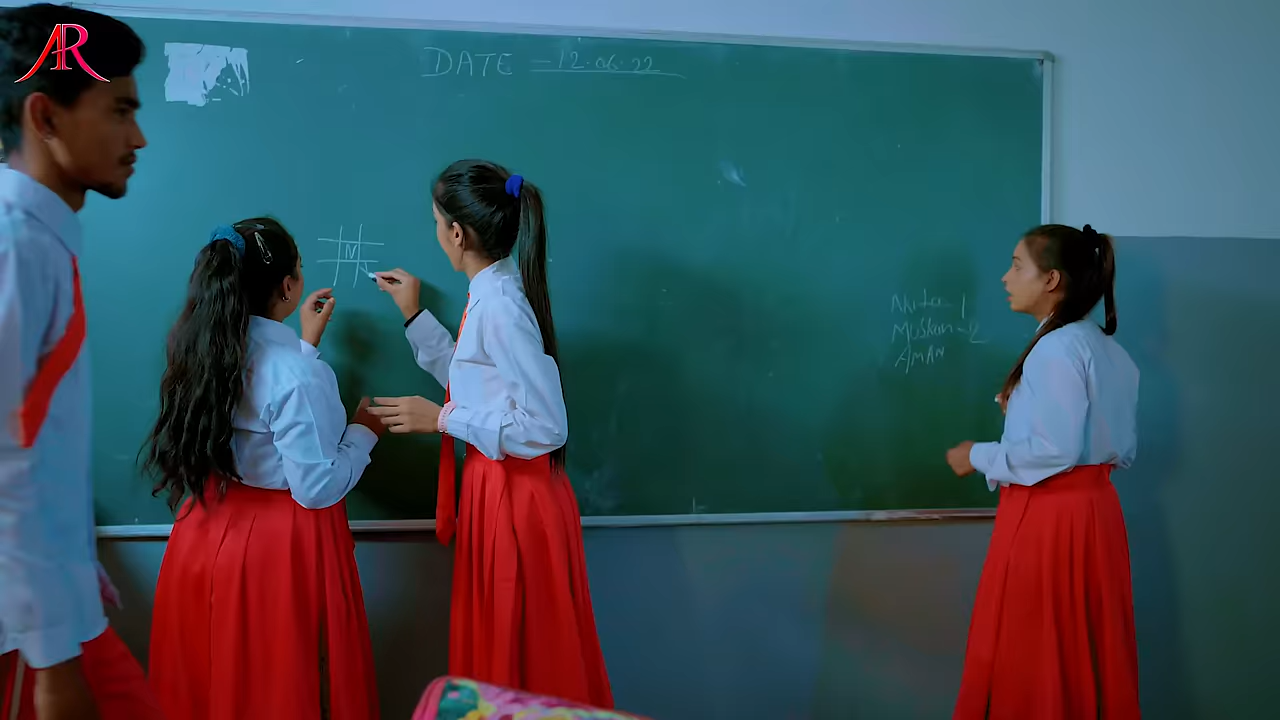 AR
DATE - 12.06.22
N
Akita - 1
Muskan - 2
AMAN